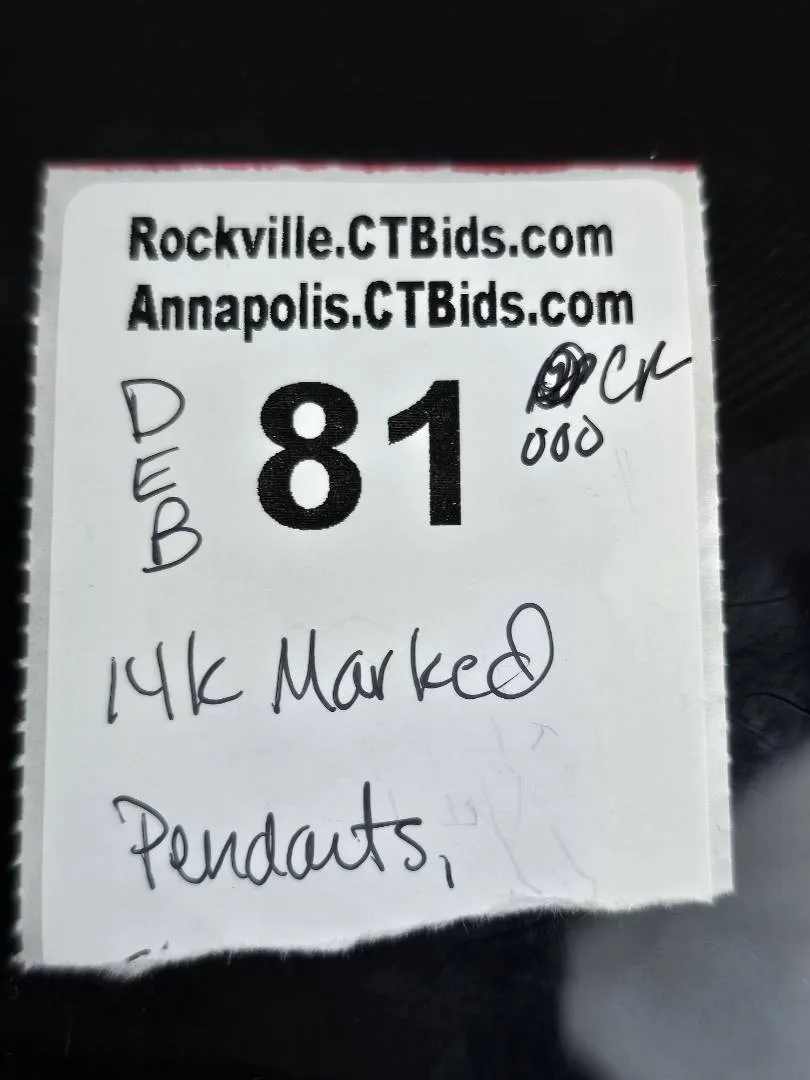 Rockville.CTBids.com
Annapolis.CTBids.com
DEB
81
CK
000
14k Marked
Pendants,